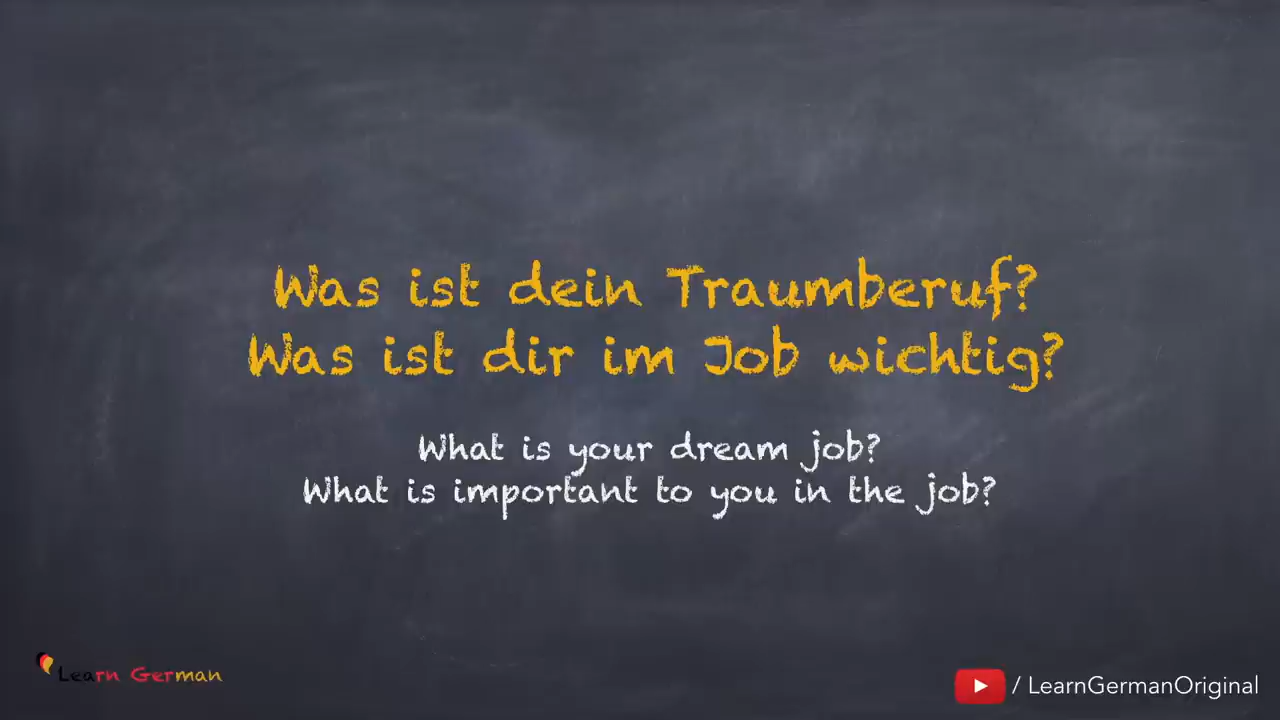 Was ist dein Traumberuf?
Was ist dir im Job wichtig?
What is your dream job?
What is important to you in the job?
Learn German
/ LearnGermanOriginal